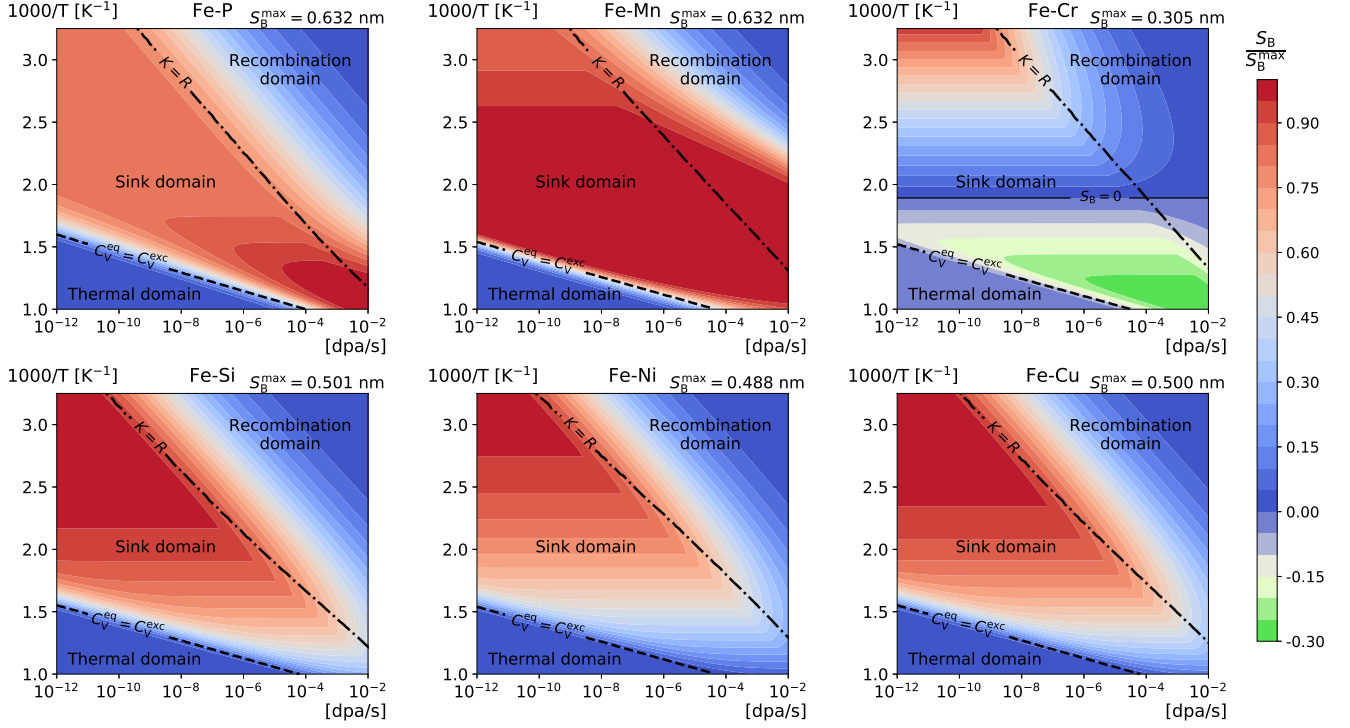 1000/T [K⁻¹] Fe-P S_B^max = 0.632 nm
3.0
2.5
2.0
1.5
1.0
K = R
Recombination
domain
Sink domain
C_V^eq = C_V^exc
Thermal domain
10⁻¹² 10⁻¹⁰ 10⁻⁸ 10⁻⁶ 10⁻⁴ 10⁻²
[dpa/s]
1000/T [K⁻¹] Fe-Mn S_B^max = 0.632 nm
3.0
2.5
2.0
1.5
1.0
K = R
Recombination
domain
Sink domain
C_V^eq = C_V^exc
Thermal domain
10⁻¹² 10⁻¹⁰ 10⁻⁸ 10⁻⁶ 10⁻⁴ 10⁻²
[dpa/s]
1000/T [K⁻¹] Fe-Cr S_B^max = 0.305 nm
3.0
2.5
2.0
1.5
1.0
K = R
Recombination
domain
Sink domain
S_B = 0
C_V^eq = C_V^exc
Thermal domain
10⁻¹² 10⁻¹⁰ 10⁻⁸ 10⁻⁶ 10⁻⁴ 10⁻²
[dpa/s]
S_B
S_B^max
0.90
0.75
0.60
0.45
0.30
0.15
0.00
-0.15
-0.30
1000/T [K⁻¹] Fe-Si S_B^max = 0.501 nm
3.0
2.5
2.0
1.5
1.0
K = R
Recombination
domain
Sink domain
C_V^eq = C_V^exc
Thermal domain
10⁻¹² 10⁻¹⁰ 10⁻⁸ 10⁻⁶ 10⁻⁴ 10⁻²
[dpa/s]
1000/T [K⁻¹] Fe-Ni S_B^max = 0.488 nm
3.0
2.5
2.0
1.5
1.0
K = R
Recombination
domain
Sink domain
C_V^eq = C_V^exc
Thermal domain
10⁻¹² 10⁻¹⁰ 10⁻⁸ 10⁻⁶ 10⁻⁴ 10⁻²
[dpa/s]
1000/T [K⁻¹] Fe-Cu S_B^max = 0.500 nm
3.0
2.5
2.0
1.5
1.0
K = R
Recombination
domain
Sink domain
C_V^eq = C_V^exc
Thermal domain
10⁻¹² 10⁻¹⁰ 10⁻⁸ 10⁻⁶ 10⁻⁴ 10⁻²
[dpa/s]